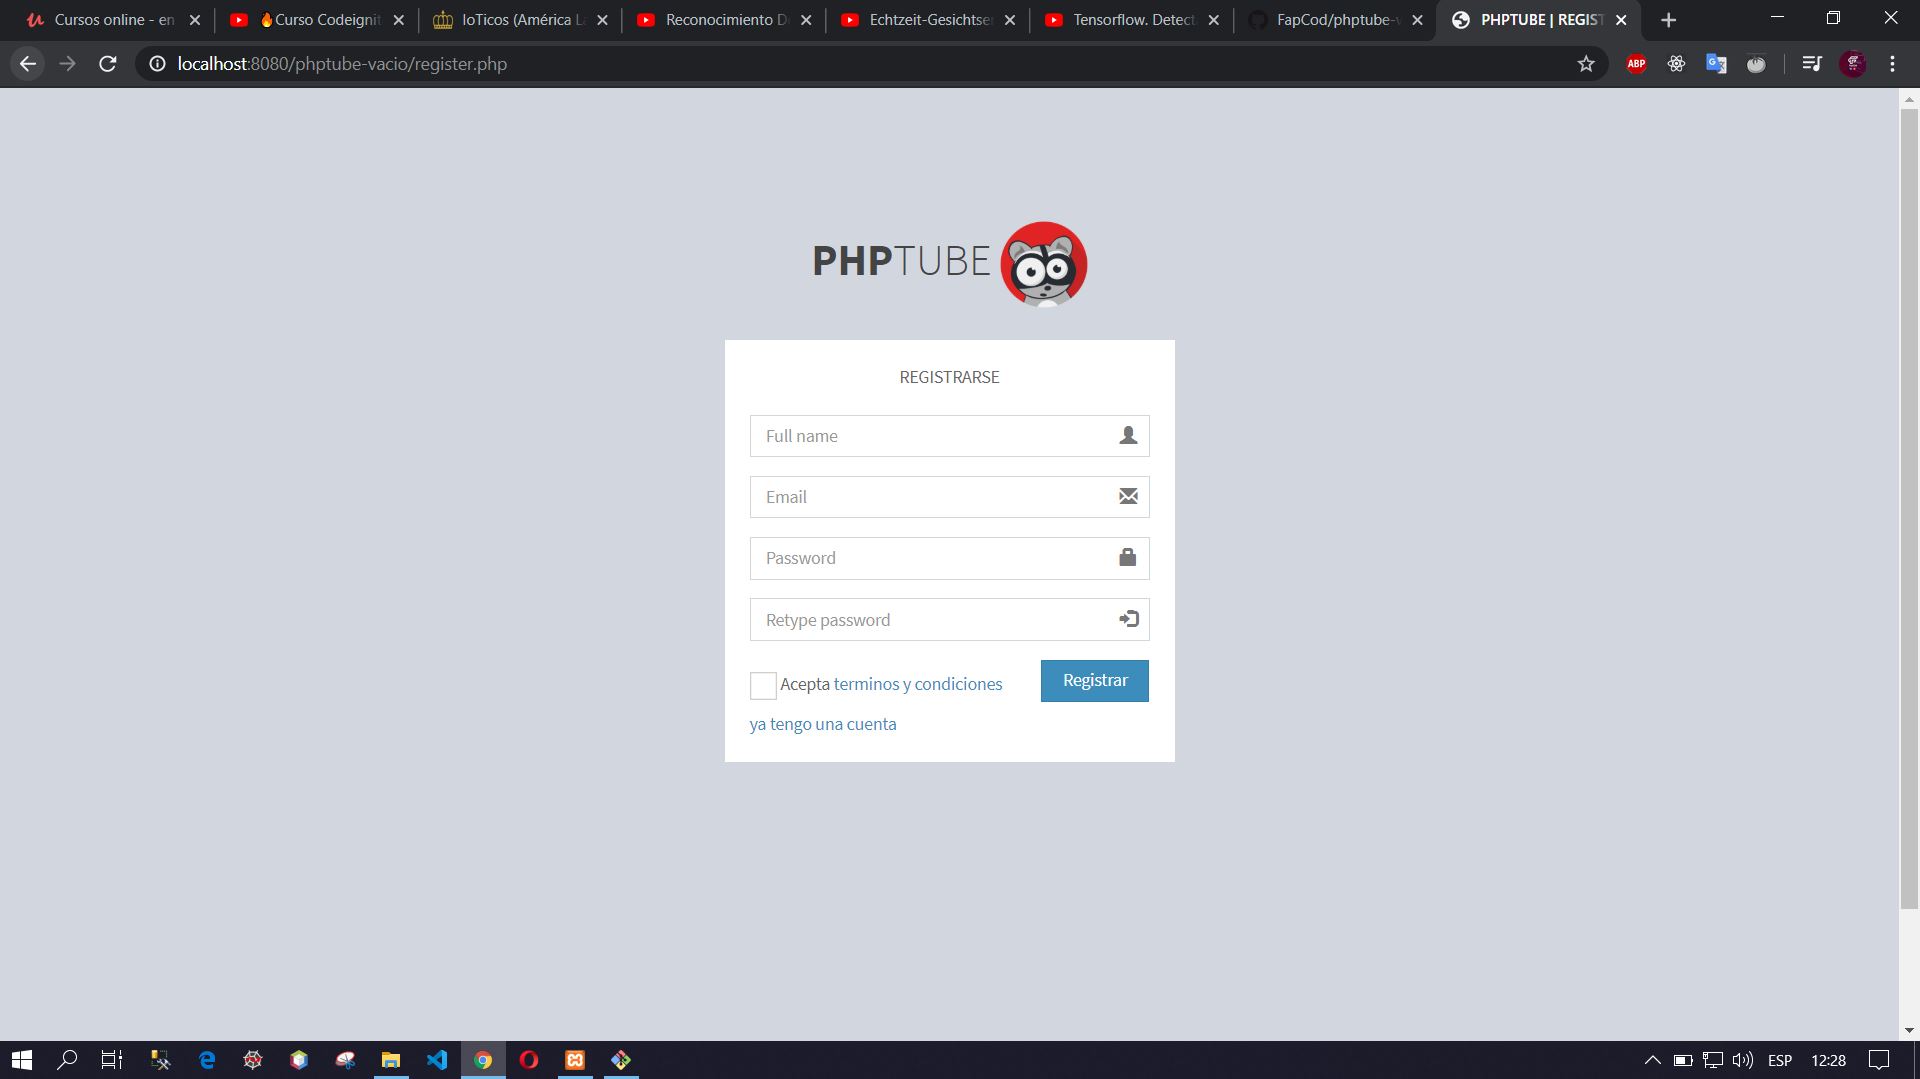 Cursos online - en
🔥Curso Codeignit
IoTicos (América La
Reconocimiento D
Echtzeit-Gesichtse
Tensorflow. Detect
FapCod/phptube-v
PHPTUBE | REGIST
localhost:8080/phptube-vacio/register.php
ABP
PHPTUBE
REGISTRARSE
Full name
Email
Password
Retype password
Acepta terminos y condiciones
Registrar
ya tengo una cuenta
ESP
12:28